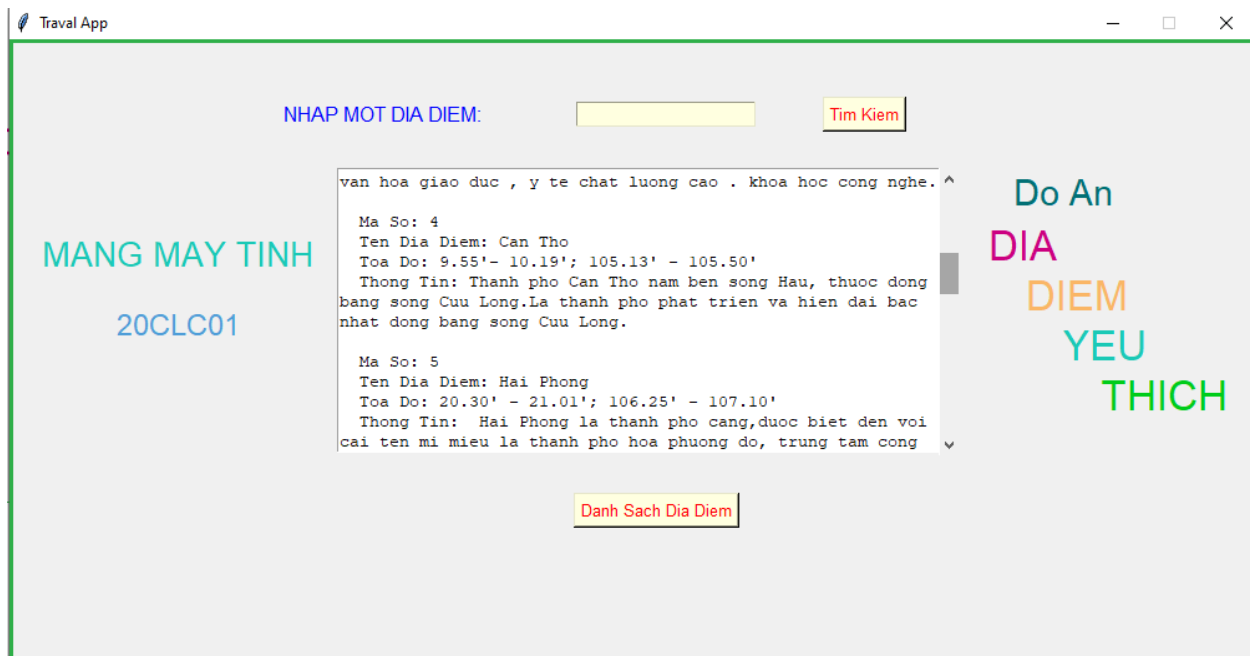 Traval App
NHAP MOT DIA DIEM:
Tim Kiem
van hoa giao duc , y te chat luong cao . khoa hoc cong nghe.
Ma So: 4
Ten Dia Diem: Can Tho
Toa Do: 9.55'- 10.19'; 105.13' - 105.50'
Thong Tin: Thanh pho Can Tho nam ben song Hau, thuoc dong
bang song Cuu Long.La thanh pho phat trien va hien dai bac
nhat dong bang song Cuu Long.
Ma So: 5
Ten Dia Diem: Hai Phong
Toa Do: 20.30' - 21.01'; 106.25' - 107.10'
Thong Tin:  Hai Phong la thanh pho cang,duoc biet den voi
cai ten mi mieu la thanh pho hoa phuong do, trung tam cong
MANG MAY TINH
20CLC01
Do An
DIA
DIEM
YEU
THICH
Danh Sach Dia Diem